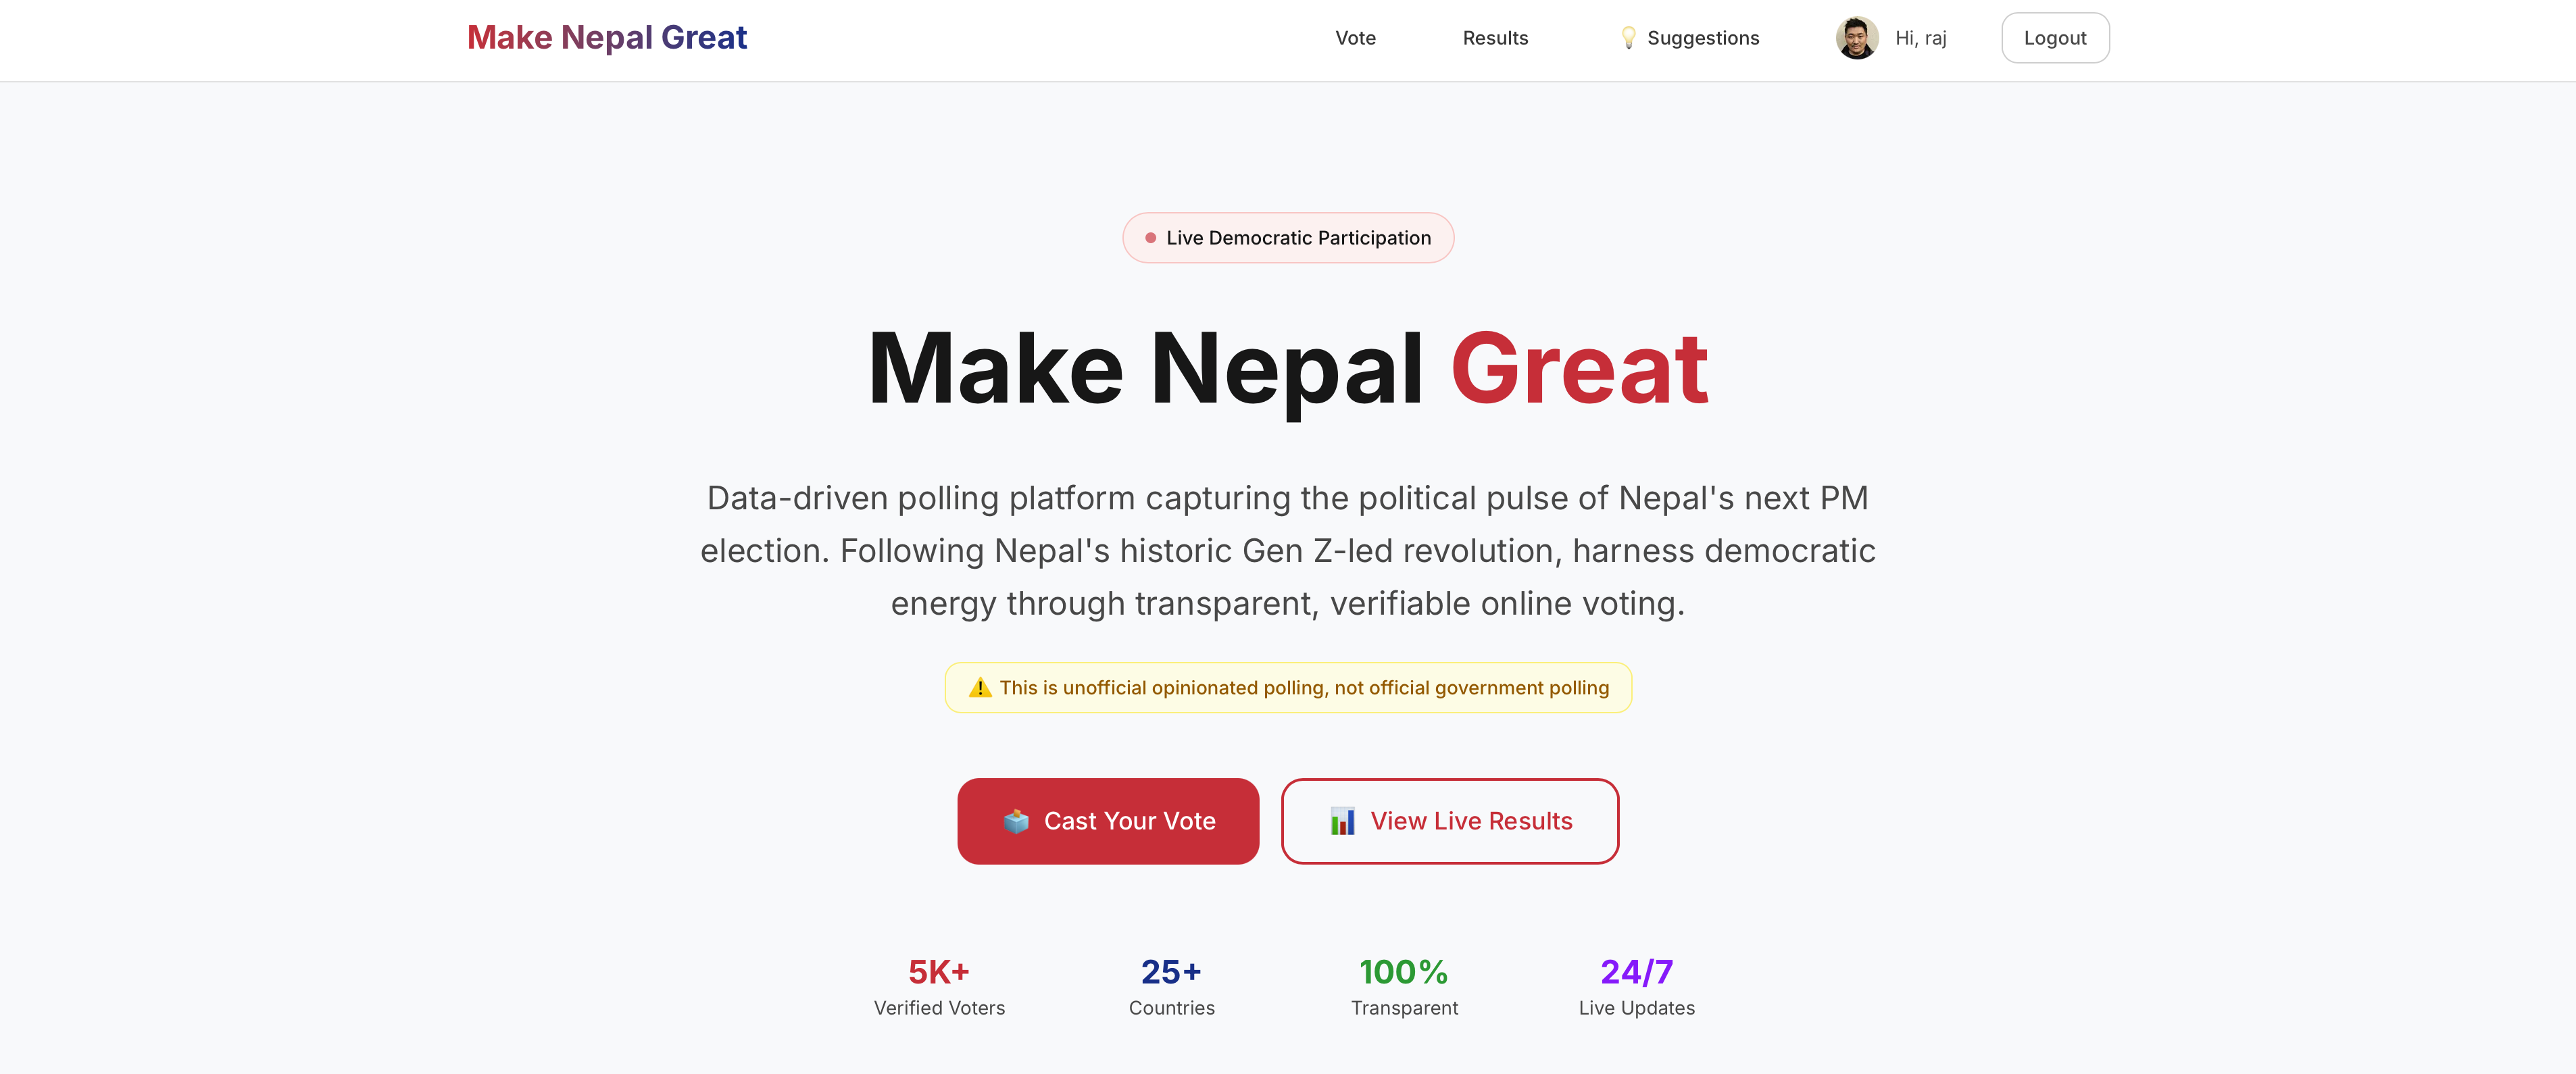 Make Nepal Great
Vote
Results
💡 Suggestions
Hi, raj
Logout
Live Democratic Participation
Make Nepal Great
Data-driven polling platform capturing the political pulse of Nepal's next PM
election. Following Nepal's historic Gen Z-led revolution, harness democratic
energy through transparent, verifiable online voting.
⚠️ This is unofficial opinionated polling, not official government polling
🗳️ Cast Your Vote
📊 View Live Results
5K+
Verified Voters
25+
Countries
100%
Transparent
24/7
Live Updates